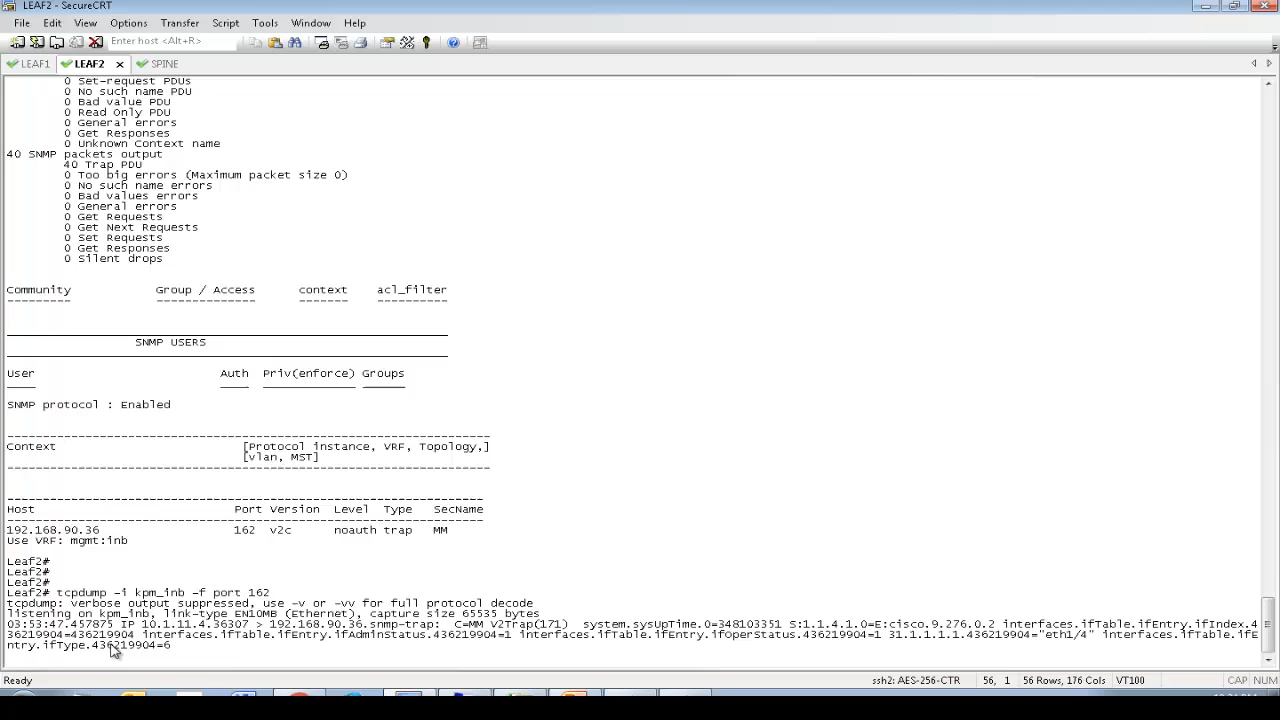 LEAF2 - SecureCRT
File Edit View Options Transfer Script Tools Window Help
Enter host <Alt+R>
LEAF1 LEAF2 x SPINE
0 Set-request PDUs
0 No such name PDU
0 Bad value PDU
0 Read Only PDU
0 General errors
0 Get Responses
0 Unknown Context name
40 SNMP packets output
40 Trap PDU
0 Too big errors (Maximum packet size 0)
0 No such name errors
0 Bad values errors
0 General errors
0 Get Requests
0 Get Next Requests
0 Set Requests
0 Get Responses
0 Silent drops
Community Group / Access context acl_filter
--------- -------------- ------- ----------
SNMP USERS
User Auth Priv(enforce) Groups
SNMP protocol : Enabled
Context [Protocol instance, VRF, Topology,]
[vlan, MST]
Host Port Version Level Type SecName
192.168.90.36 162 v2c noauth trap MM
Use VRF: mgmt:inb
Leaf2#
Leaf2#
Leaf2#
Leaf2# tcpdump -i kpm_inb -f port 162
tcpdump: verbose output suppressed, use -v or -vv for full protocol decode
listening on kpm_inb, link-type EN10MB (Ethernet), capture size 65535 bytes
03:53:47.457875 IP 10.1.11.4.36307 > 192.168.90.36.snmp-trap: C=MM V2Trap(171) system.sysUpTime.0=348103351 S:1.1.4.1.0=E:cisco.9.276.0.2 interfaces.ifTable.ifEntry.ifIndex.4
36219904=436219904 interfaces.ifTable.ifEntry.ifAdminStatus.436219904=1 interfaces.ifTable.ifEntry.ifOperStatus.436219904=1 31.1.1.1.1.436219904="eth1/4" interfaces.ifTable.ifE
ntry.ifType.436219904=6
Ready ssh2: AES-256-CTR 56, 1 56 Rows, 176 Cols VT100 CAP NUM